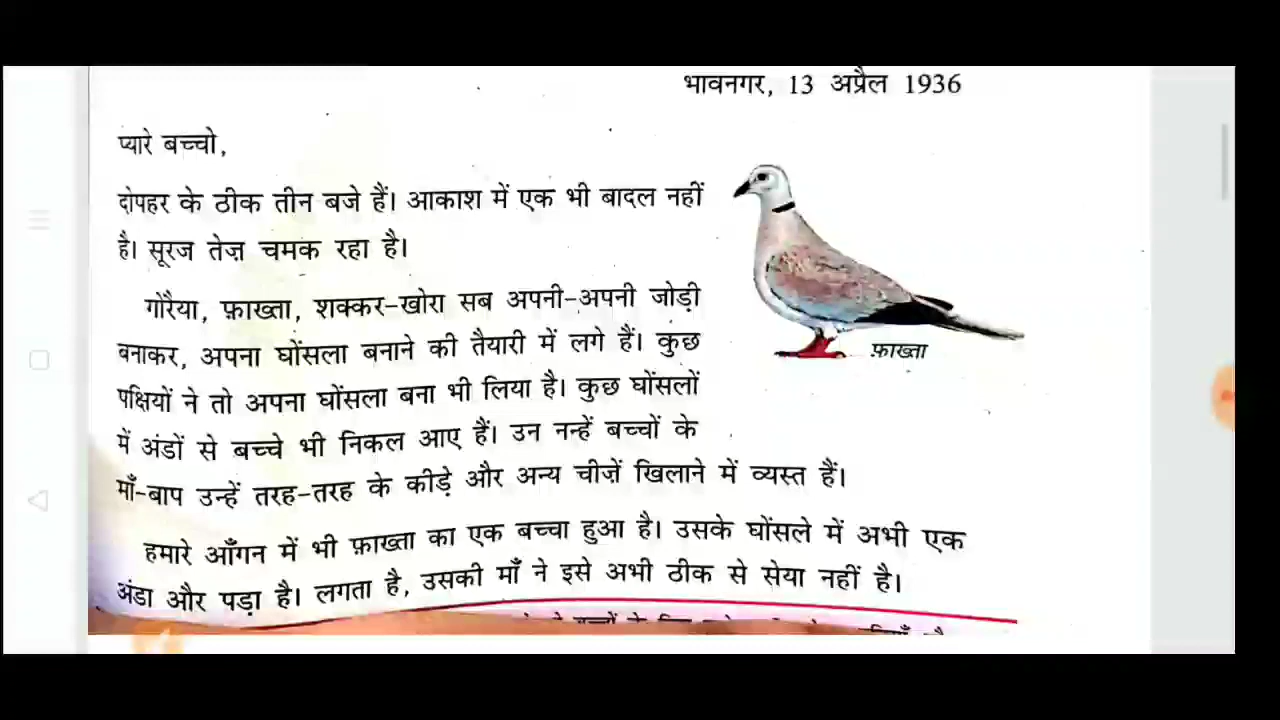 भावनगर, 13 अप्रैल 1936
प्यारे बच्चो,
दोपहर के ठीक तीन बजे हैं। आकाश में एक भी बादल नहीं
है। सूरज तेज़ चमक रहा है।
गोरैया, फ़ाख्ता, शक्कर-खोरा सब अपनी-अपनी जोड़ी
बनाकर, अपना घोंसला बनाने की तैयारी में लगे हैं। कुछ
पक्षियों ने तो अपना घोंसला बना भी लिया है। कुछ घोंसलों
में अंडों से बच्चे भी निकल आए हैं। उन नन्हें बच्चों के
माँ-बाप उन्हें तरह-तरह के कीड़े और अन्य चीज़ें खिलाने में व्यस्त हैं।
फ़ाख्ता
हमारे आँगन में भी फ़ाख्ता का एक बच्चा हुआ है। उसके घोंसले में अभी एक
अंडा और पड़ा है। लगता है, उसकी माँ ने इसे अभी ठीक से सेया नहीं है।